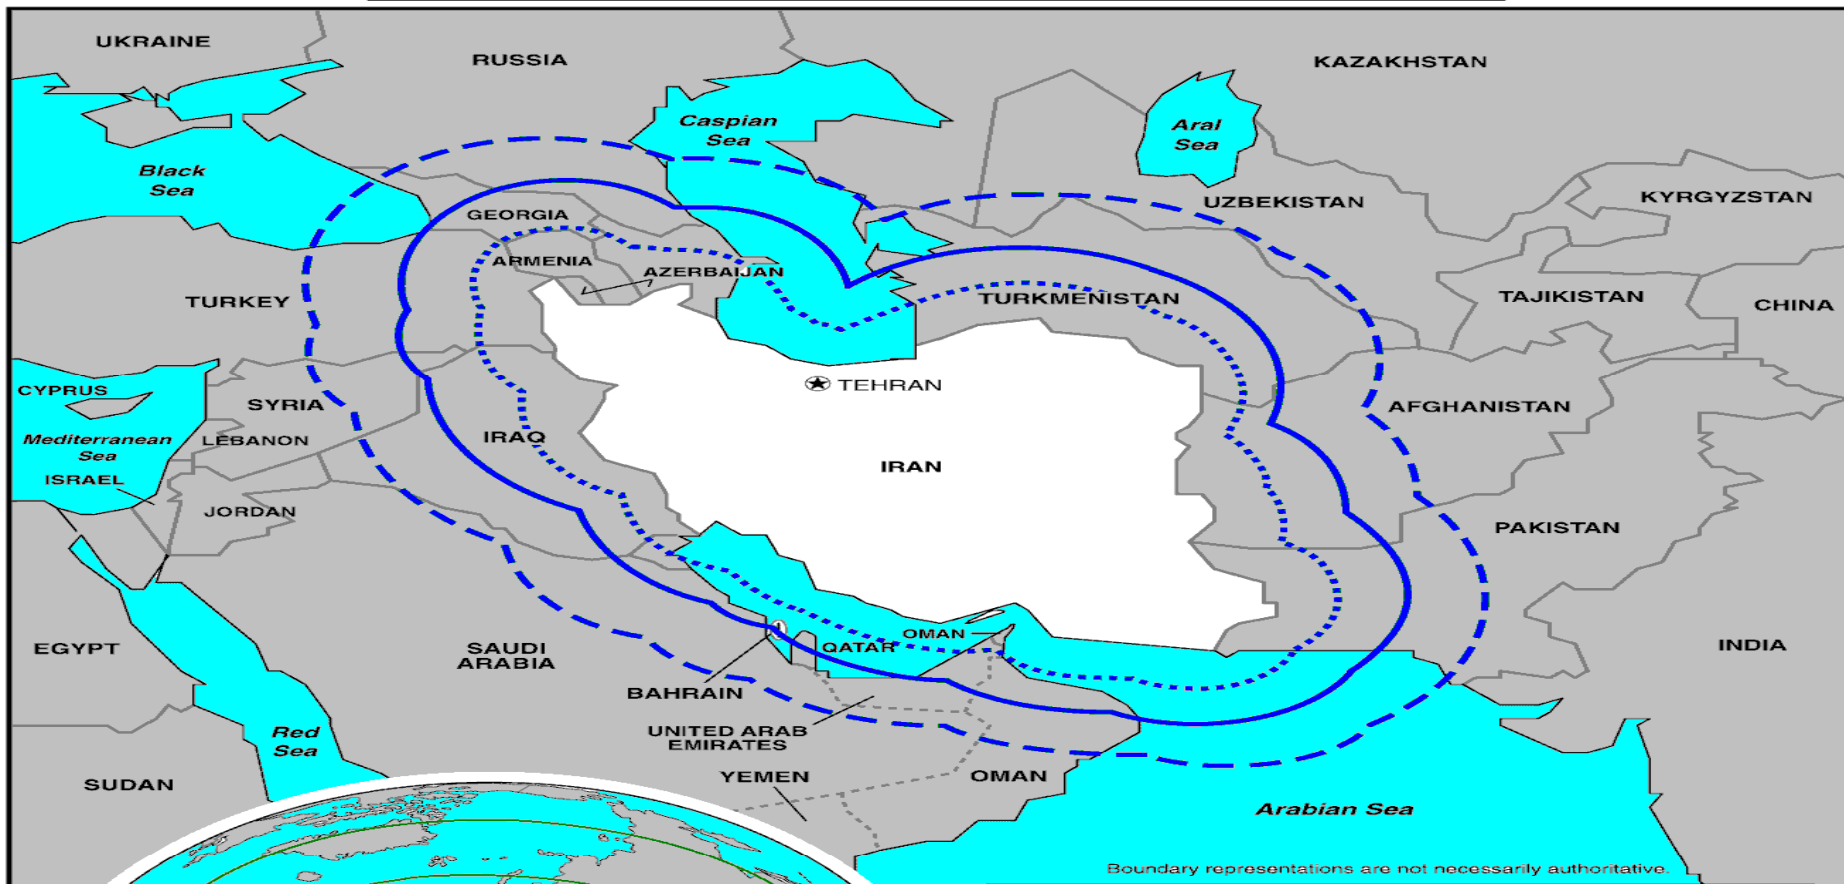 UKRAINE
RUSSIA
KAZAKHSTAN
Caspian
Sea
Aral
Sea
Black
Sea
GEORGIA
UZBEKISTAN
KYRGYZSTAN
ARMENIA
AZERBAIJAN
TURKEY
TURKMENISTAN
TAJIKISTAN
CHINA
CYPRUS
TEHRAN
SYRIA
AFGHANISTAN
Mediterranean
Sea
LEBANON
IRAQ
IRAN
ISRAEL
JORDAN
PAKISTAN
EGYPT
SAUDI
ARABIA
QATAR
OMAN
INDIA
BAHRAIN
Red
Sea
UNITED ARAB
EMIRATES
SUDAN
YEMEN
OMAN
Arabian Sea
Boundary representations are not necessarily authoritative.